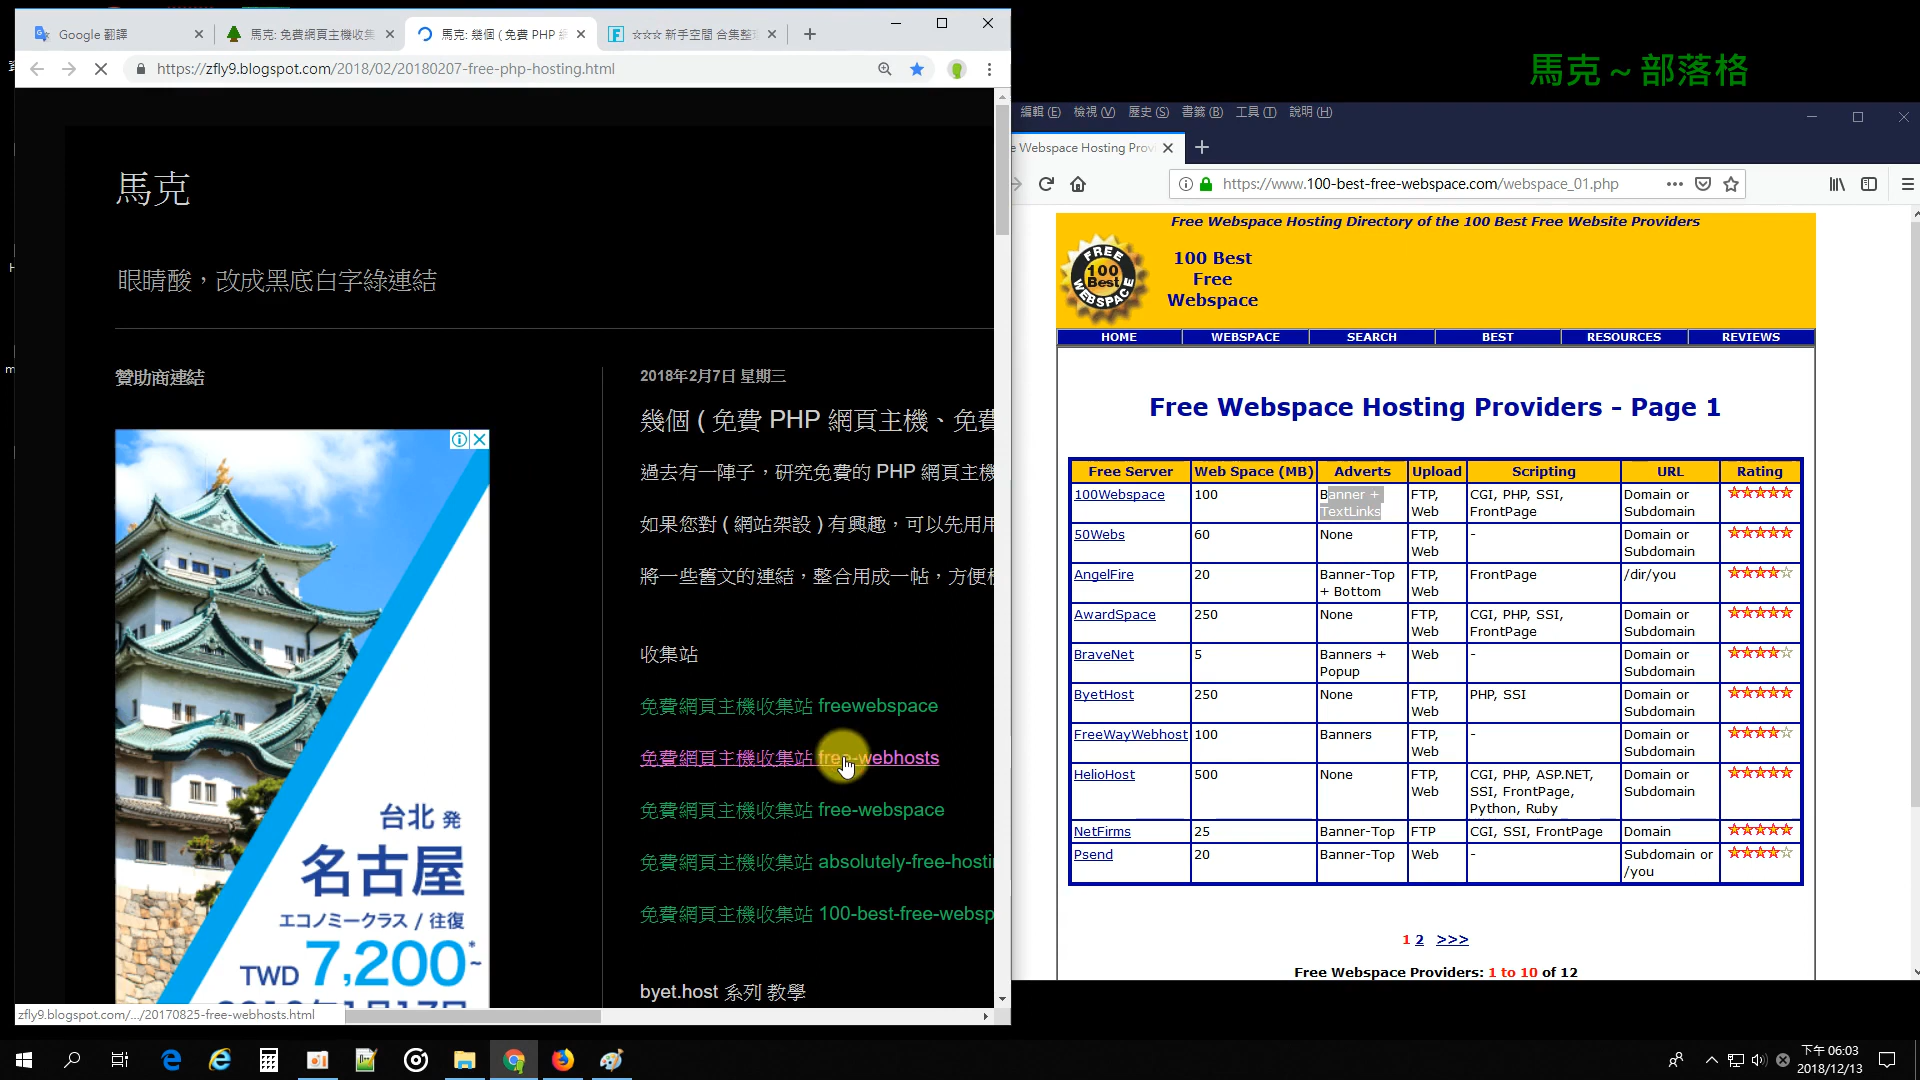 Google 翻譯
馬克: 免費網頁主機收集
馬克: 幾個 ( 免費 PHP 網
☆☆☆ 新手空間 合集整理
https://zfly9.blogspot.com/2018/02/20180207-free-php-hosting.html
馬克
眼睛酸，改成黑底白字綠連結
贊助商連結
台北 発
名古屋
エコノミークラス / 往復
TWD 7,200~*
2018年2月7日 星期三
幾個 ( 免費 PHP 網頁主機、免費
過去有一陣子，研究免費的 PHP 網頁主機
如果您對 ( 網站架設 ) 有興趣，可以先用用
將一些舊文的連結，整合用成一帖，方便
收集站
免費網頁主機收集站 freewebspace
免費網頁主機收集站 free-webhosts
免費網頁主機收集站 free-webspace
免費網頁主機收集站 absolutely-free-hosti
免費網頁主機收集站 100-best-free-websp
byet.host 系列 教學
zfly9.blogspot.com/.../20170825-free-webhosts.html
馬克 ~ 部落格
編輯 (E) 檢視 (V) 歷史 (S) 書籤 (B) 工具 (T) 說明 (H)
e Webspace Hosting Provi
https://www.100-best-free-webspace.com/webspace_01.php
Free Webspace Hosting Directory of the 100 Best Free Website Providers
FREE
100
Best
WEBSPACE
100 Best
Free
Webspace
HOME WEBSPACE SEARCH BEST RESOURCES REVIEWS
Free Webspace Hosting Providers - Page 1
Free Server Web Space (MB) Adverts Upload Scripting URL Rating
100Webspace 100 Banner + TextLinks FTP, Web CGI, PHP, SSI, FrontPage Domain or Subdomain ★★★★★
50Webs 60 None FTP, Web - Domain or Subdomain ★★★★★
AngelFire 20 Banner-Top + Bottom FTP, Web FrontPage /dir/you ★★★★☆
AwardSpace 250 None FTP, Web CGI, PHP, SSI, FrontPage Domain or Subdomain ★★★★★
BraveNet 5 Banners + Popup Web - Domain or Subdomain ★★★★☆
ByetHost 250 None FTP, Web PHP, SSI Domain or Subdomain ★★★★★
FreeWayWebhost 100 Banners FTP, Web - Domain or Subdomain ★★★★☆
HelioHost 500 None FTP, Web CGI, PHP, ASP.NET, SSI, FrontPage, Python, Ruby Domain or Subdomain ★★★★★
NetFirms 25 Banner-Top FTP CGI, SSI, FrontPage Domain ★★★★★
Psend 20 Banner-Top Web - Subdomain or /you ★★★★☆
1 2 >>>
Free Webspace Providers: 1 to 10 of 12
下午 06:03
2018/12/13